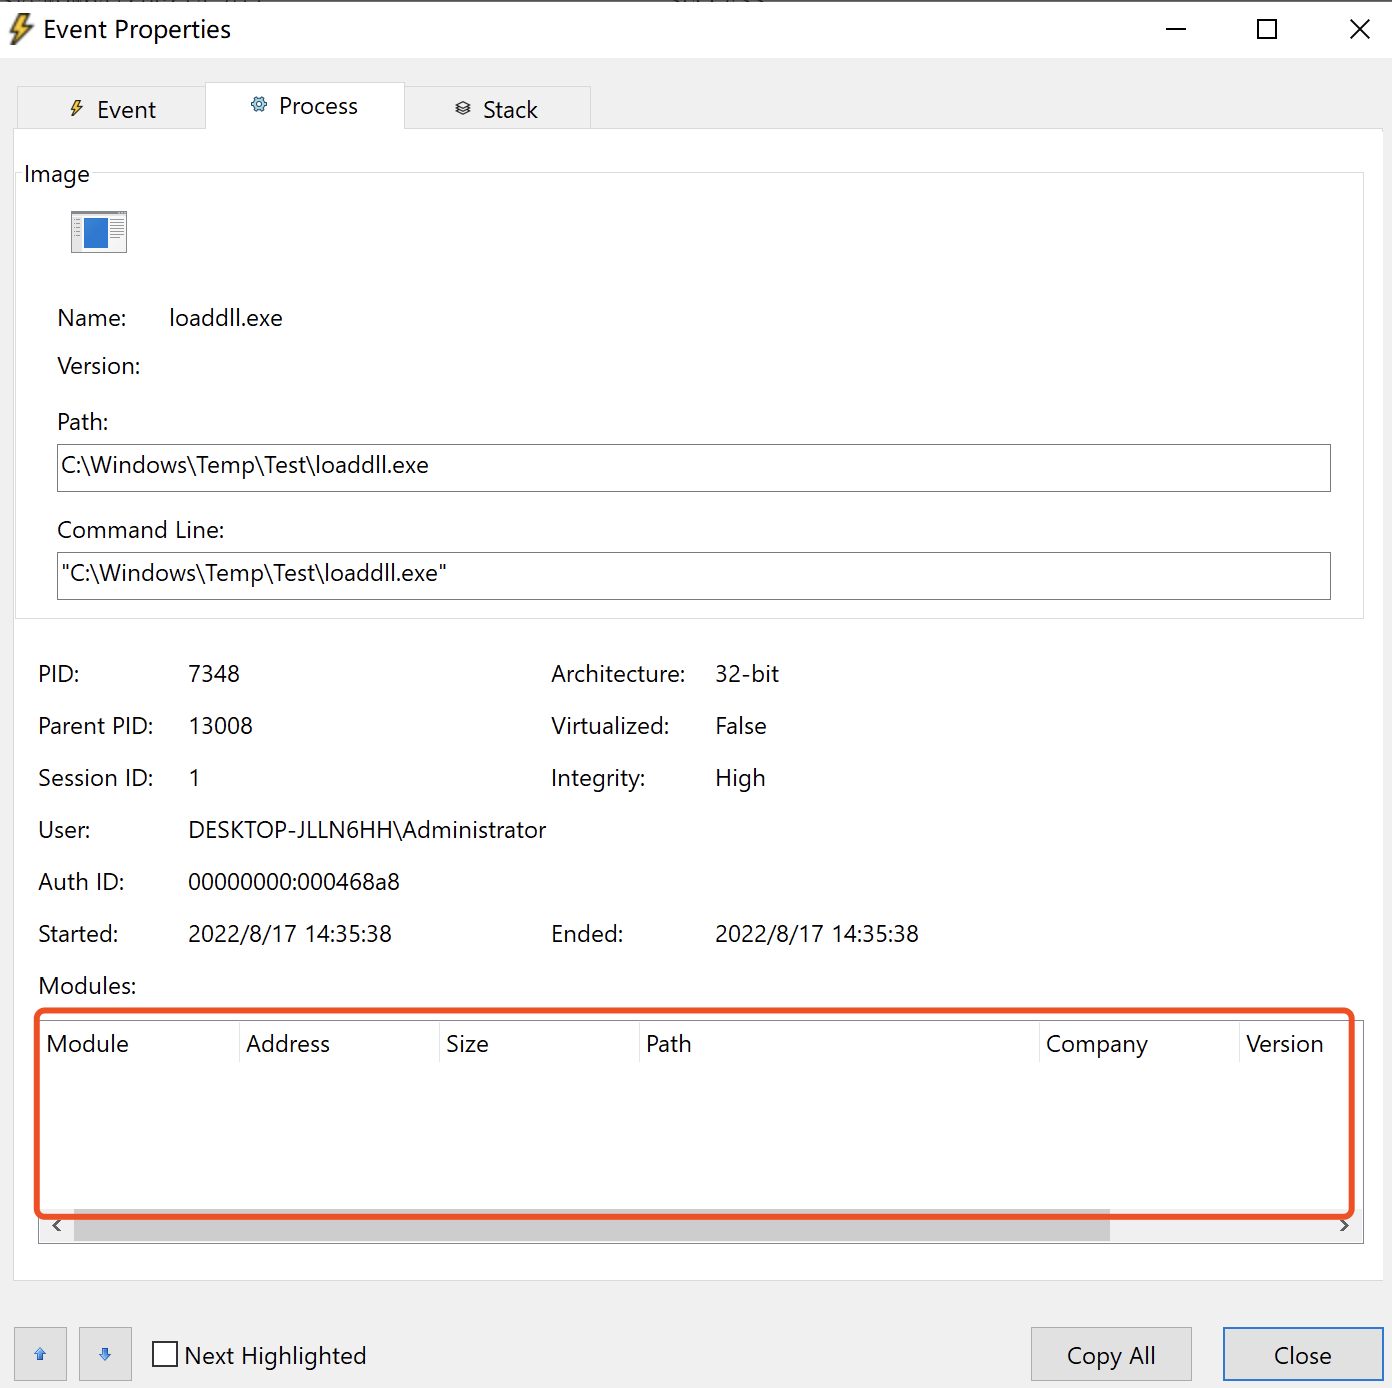 Event Properties
Event
Process
Stack
Image
Name: loaddll.exe
Version:
Path:
C:\Windows\Temp\Test\loaddll.exe
Command Line:
"C:\Windows\Temp\Test\loaddll.exe"
PID: 7348 Architecture: 32-bit
Parent PID: 13008 Virtualized: False
Session ID: 1 Integrity: High
User: DESKTOP-JLLN6HH\Administrator
Auth ID: 00000000:000468a8
Started: 2022/8/17 14:35:38 Ended: 2022/8/17 14:35:38
Modules:
Module Address Size Path Company Version
Next Highlighted Copy All Close